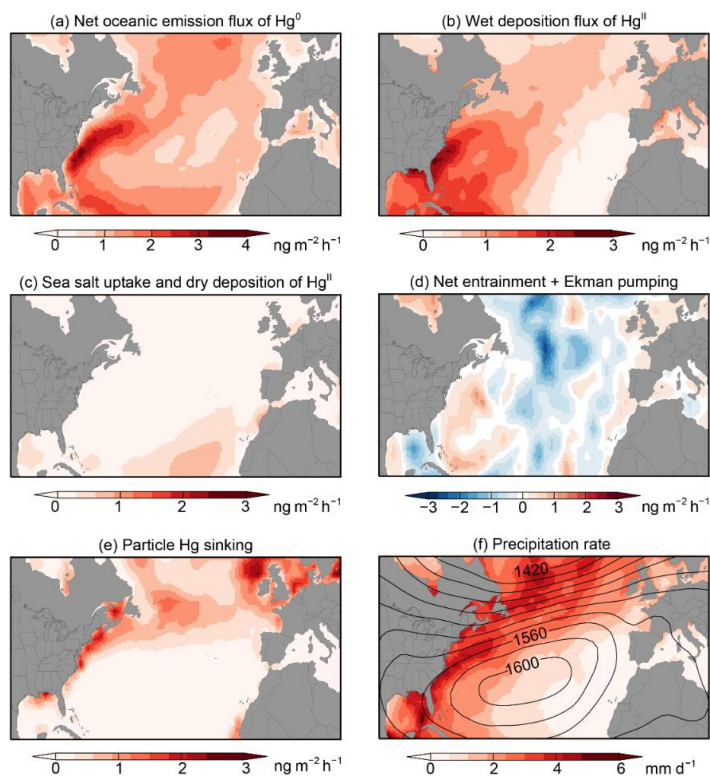 (a) Net oceanic emission flux of Hg⁰
(b) Wet deposition flux of Hgᴵᴵ
0 1 2 3 4 ng m⁻² h⁻¹
0 1 2 3 ng m⁻² h⁻¹
(c) Sea salt uptake and dry deposition of Hgᴵᴵ
(d) Net entrainment + Ekman pumping
0 1 2 3 ng m⁻² h⁻¹
−3 −2 −1 0 1 2 3 ng m⁻² h⁻¹
(e) Particle Hg sinking
(f) Precipitation rate
1420
1560
1600
0 1 2 3 ng m⁻² h⁻¹
0 2 4 6 mm d⁻¹